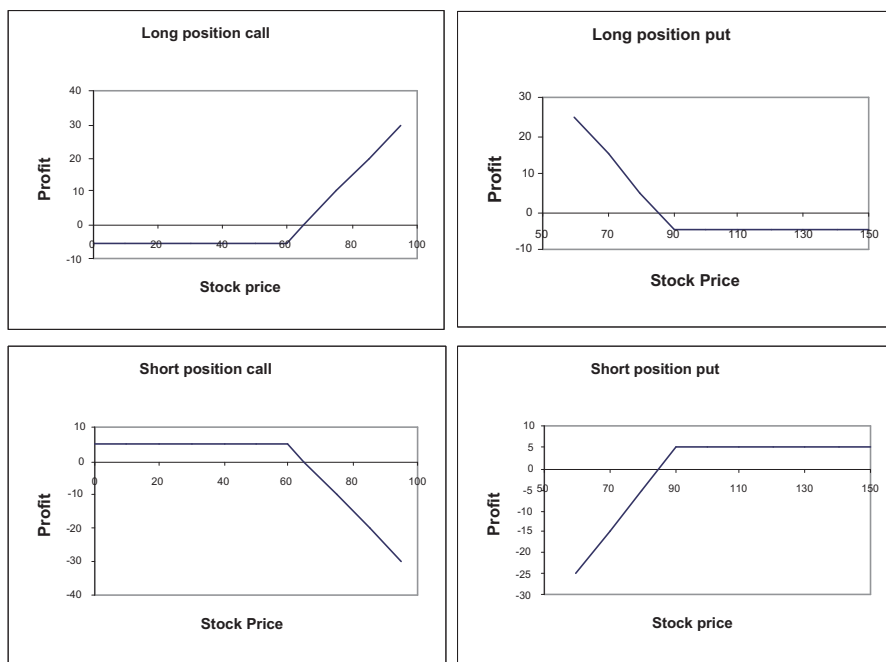 Long position call
40
30
20
10
0
-10
0 20 40 60 80 100
Profit
Stock price
Long position put
30
20
10
0
-10
50 70 90 110 130 150
Profit
Stock Price
Short position call
10
0
-10
-20
-30
-40
0 20 40 60 80 100
Profit
Stock Price
Short position put
10
5
0
-5
-10
-15
-20
-25
-30
50 70 90 110 130 150
Profit
Stock price